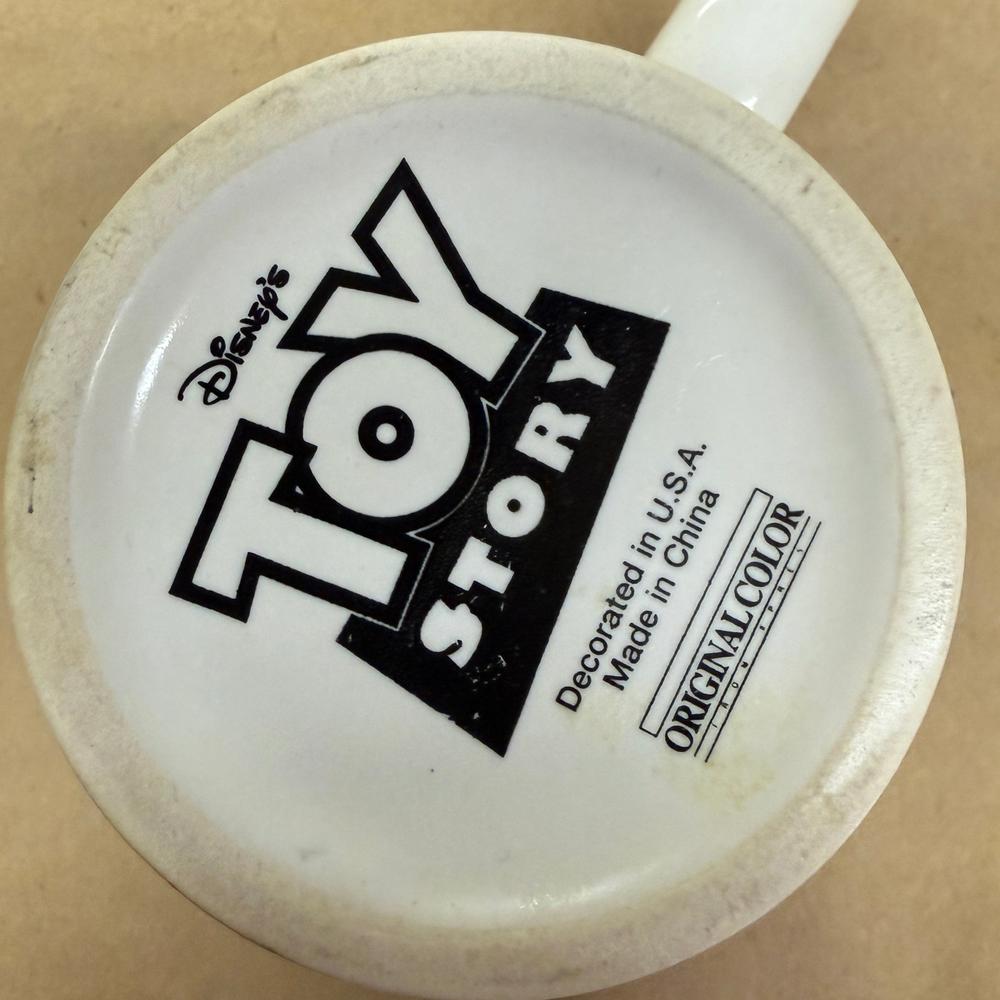 Disney's
TOY
STORY
Decorated in U.S.A.
Made in China
ORIGINAL COLOR